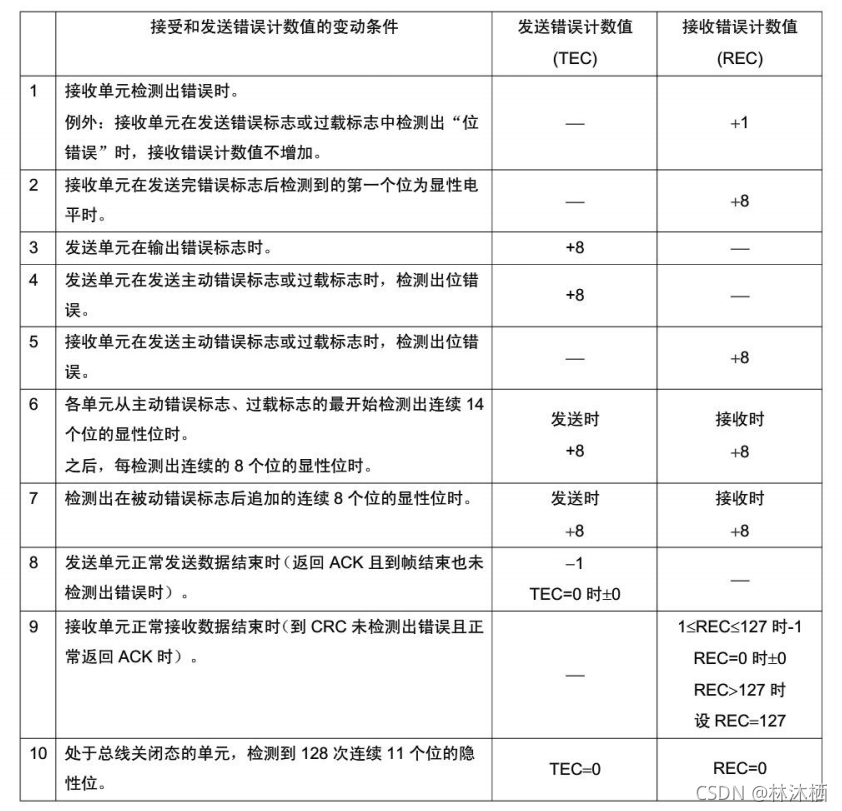 接受和发送错误计数值的变动条件 发送错误计数值 接收错误计数值
(TEC) (REC)
1 接收单元检测出错误时。
例外：接收单元在发送错误标志或过载标志中检测出“位 — +1
错误”时，接收错误计数值不增加。
2 接收单元在发送完错误标志后检测到的第一个位为显性电 — +8
平时。
3 发送单元在输出错误标志时。 +8 —
4 发送单元在发送主动错误标志或过载标志时，检测出位错 +8 —
误。
5 接收单元在发送主动错误标志或过载标志时，检测出位错 — +8
误。
6 各单元从主动错误标志、过载标志的最开始检测出连续 14 发送时 接收时
个位的显性位时。 +8 +8
之后，每检测出连续的 8 个位的显性位时。
7 检测出在被动错误标志后追加的连续 8 个位的显性位时。 发送时 接收时
+8 +8
8 发送单元正常发送数据结束时（返回 ACK 且到帧结束也未 –1 —
检测出错误时）。 TEC=0 时±0
9 接收单元正常接收数据结束时（到 CRC 未检测出错误且正 — 1≤REC≤127 时-1
常返回 ACK 时）。 REC=0 时±0
REC>127 时
设 REC=127
10 处于总线关闭态的单元，检测到 128 次连续 11 个位的隐 TEC=0 REC=0
性位。
CSDN @林沐栖